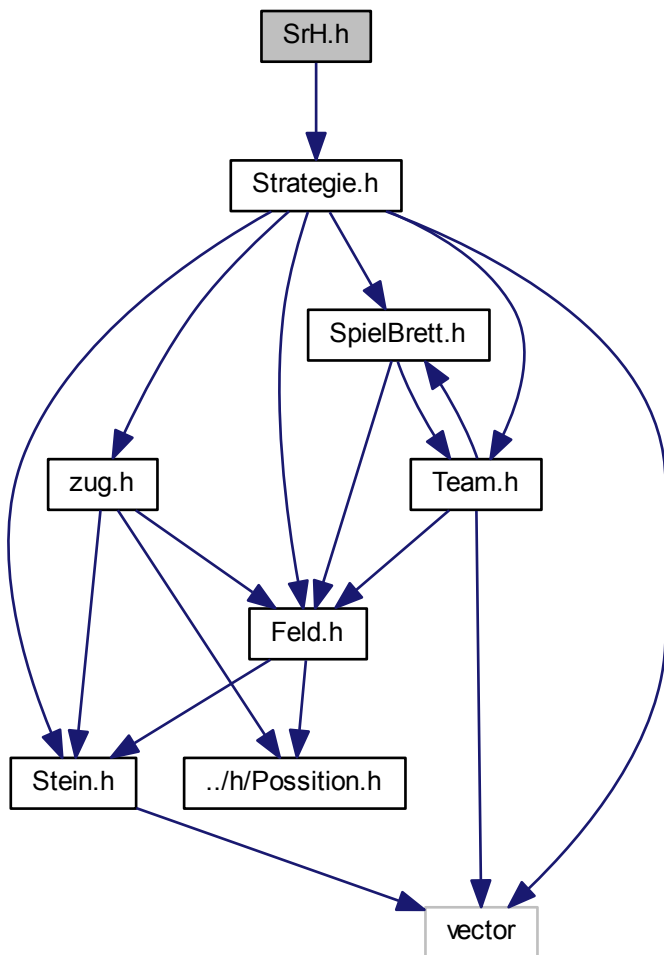 SrH.h
Strategie.h
SpielBrett.h
zug.h
Team.h
Feld.h
Stein.h
../h/Possition.h
vector